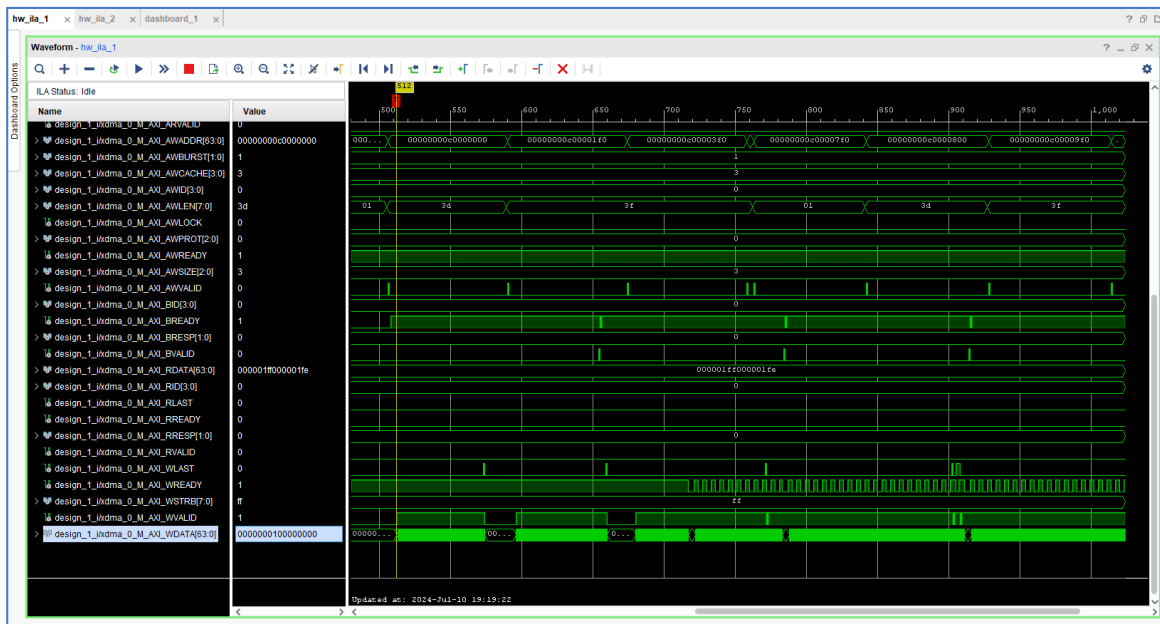 hw_ila_1 × hw_ila_2 × dashboard_1 ×
Dashboard Options
Waveform - hw_ila_1
ILA Status: Idle
Name Value
512
500 550 600 650 700 750 800 850 900 950 1,000
design_1_i/xdma_0_M_AXI_ARVALID 0
design_1_i/xdma_0_M_AXI_AWADDR[63:0] 00000000c0000000 000... 00000000c0000000 00000000c00001f0 00000000c00003f0 00000000c00007f0 00000000c0000800 00000000c00009f0
design_1_i/xdma_0_M_AXI_AWBURST[1:0] 1 1
design_1_i/xdma_0_M_AXI_AWCACHE[3:0] 3 3
design_1_i/xdma_0_M_AXI_AWID[3:0] 0 0
design_1_i/xdma_0_M_AXI_AWLEN[7:0] 3d 01 3d 3f 01 3d 3f
design_1_i/xdma_0_M_AXI_AWLOCK 0
design_1_i/xdma_0_M_AXI_AWPROT[2:0] 0 0
design_1_i/xdma_0_M_AXI_AWREADY 1
design_1_i/xdma_0_M_AXI_AWSIZE[2:0] 3 3
design_1_i/xdma_0_M_AXI_AWVALID 0
design_1_i/xdma_0_M_AXI_BID[3:0] 0 0
design_1_i/xdma_0_M_AXI_BREADY 1
design_1_i/xdma_0_M_AXI_BRESP[1:0] 0 0
design_1_i/xdma_0_M_AXI_BVALID 0
design_1_i/xdma_0_M_AXI_RDATA[63:0] 000001ff000001fe 000001ff000001fe
design_1_i/xdma_0_M_AXI_RID[3:0] 0 0
design_1_i/xdma_0_M_AXI_RLAST 0
design_1_i/xdma_0_M_AXI_RREADY 0
design_1_i/xdma_0_M_AXI_RRESP[1:0] 0 0
design_1_i/xdma_0_M_AXI_RVALID 0
design_1_i/xdma_0_M_AXI_WLAST 0
design_1_i/xdma_0_M_AXI_WREADY 1
design_1_i/xdma_0_M_AXI_WSTRB[7:0] ff ff
design_1_i/xdma_0_M_AXI_WVALID 1
design_1_i/xdma_0_M_AXI_WDATA[63:0] 0000000100000000 00000... 00... 0...
Updated at: 2024-Jul-10 19:19:22